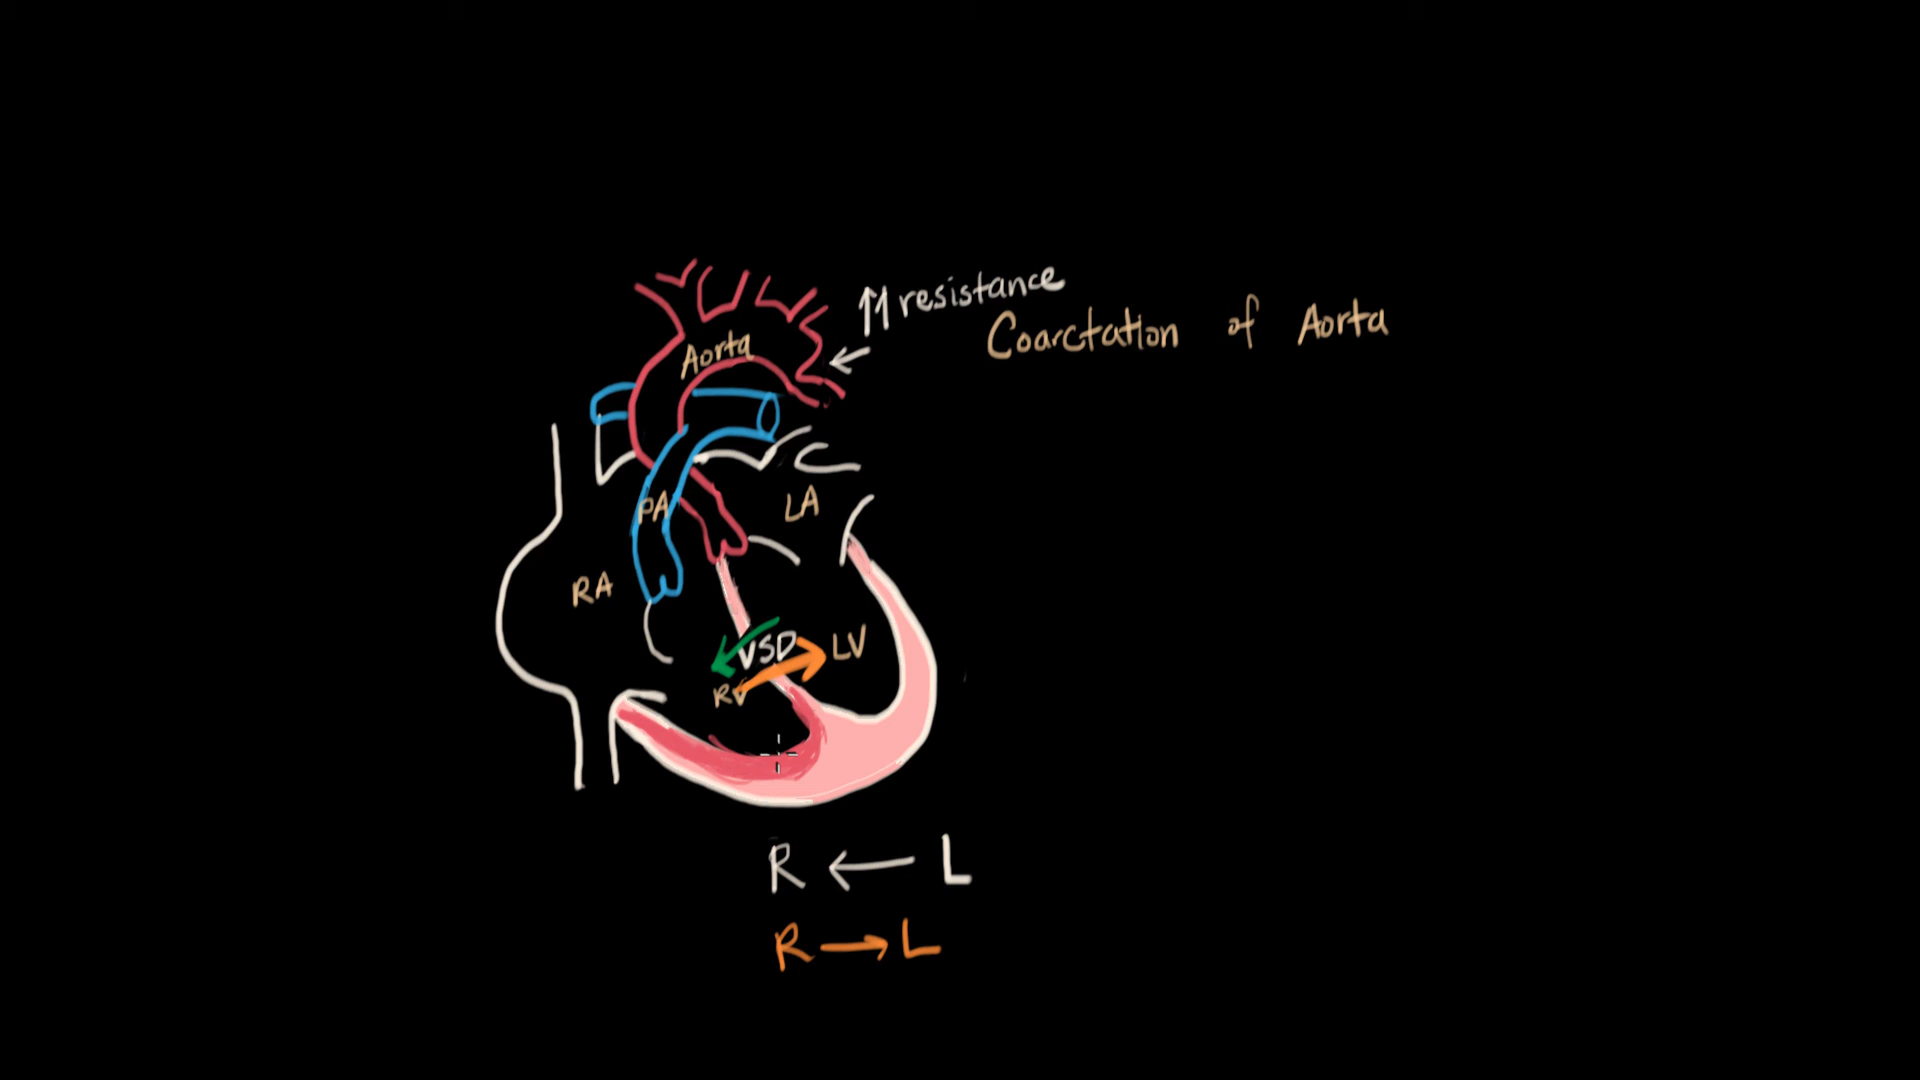 ↑↑ resistance
Coarctation of Aorta
Aorta
PA
LA
RA
VSD
LV
RV
R ← L
R → L